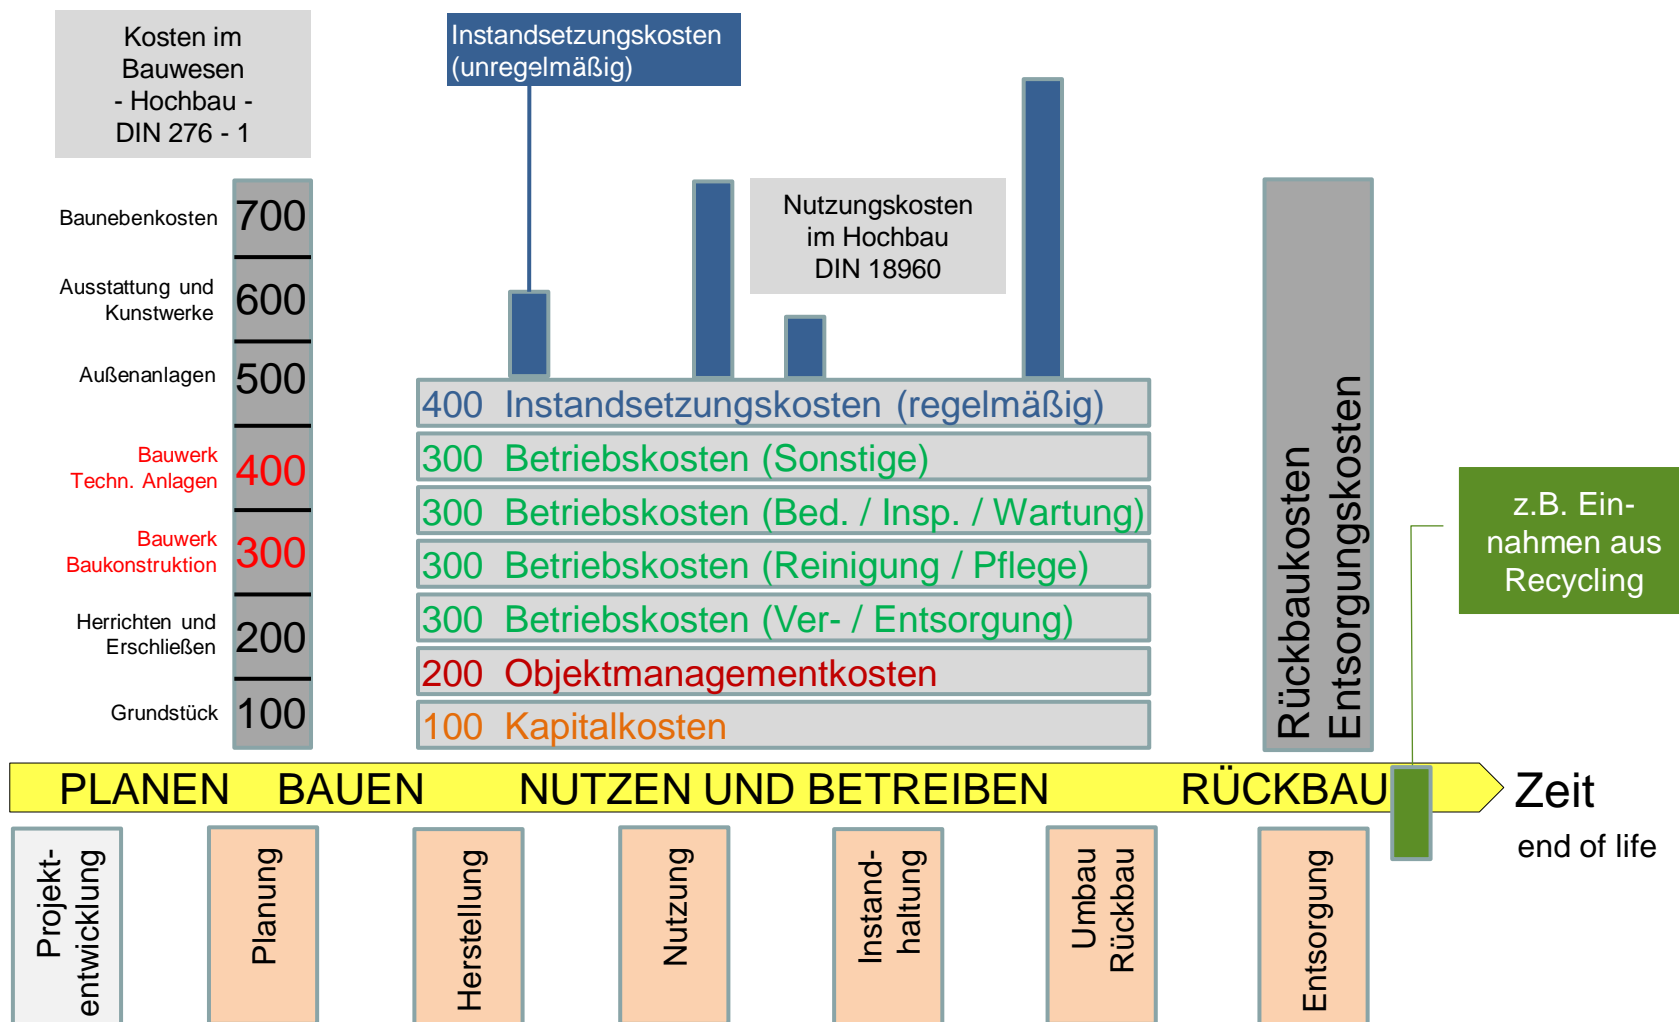 Kosten im
Bauwesen
- Hochbau -
DIN 276 - 1
Instandsetzungskosten
(unregelmäßig)
Nutzungskosten
im Hochbau
DIN 18960
Baunebenkosten 700
Ausstattung und
Kunstwerke
600
Außenanlagen 500
Bauwerk
Techn. Anlagen
400
Bauwerk
Baukonstruktion
300
Herrichten und
Erschließen
200
Grundstück 100
400 Instandsetzungskosten (regelmäßig)
300 Betriebskosten (Sonstige)
300 Betriebskosten (Bed. / Insp. / Wartung)
300 Betriebskosten (Reinigung / Pflege)
300 Betriebskosten (Ver- / Entsorgung)
200 Objektmanagementkosten
100 Kapitalkosten
Rückbaukosten
Entsorgungskosten
z.B. Ein-
nahmen aus
Recycling
PLANEN BAUEN NUTZEN UND BETREIBEN RÜCKBAU Zeit
end of life
Projekt-
entwicklung
Planung
Herstellung
Nutzung
Instand-
haltung
Umbau
Rückbau
Entsorgung